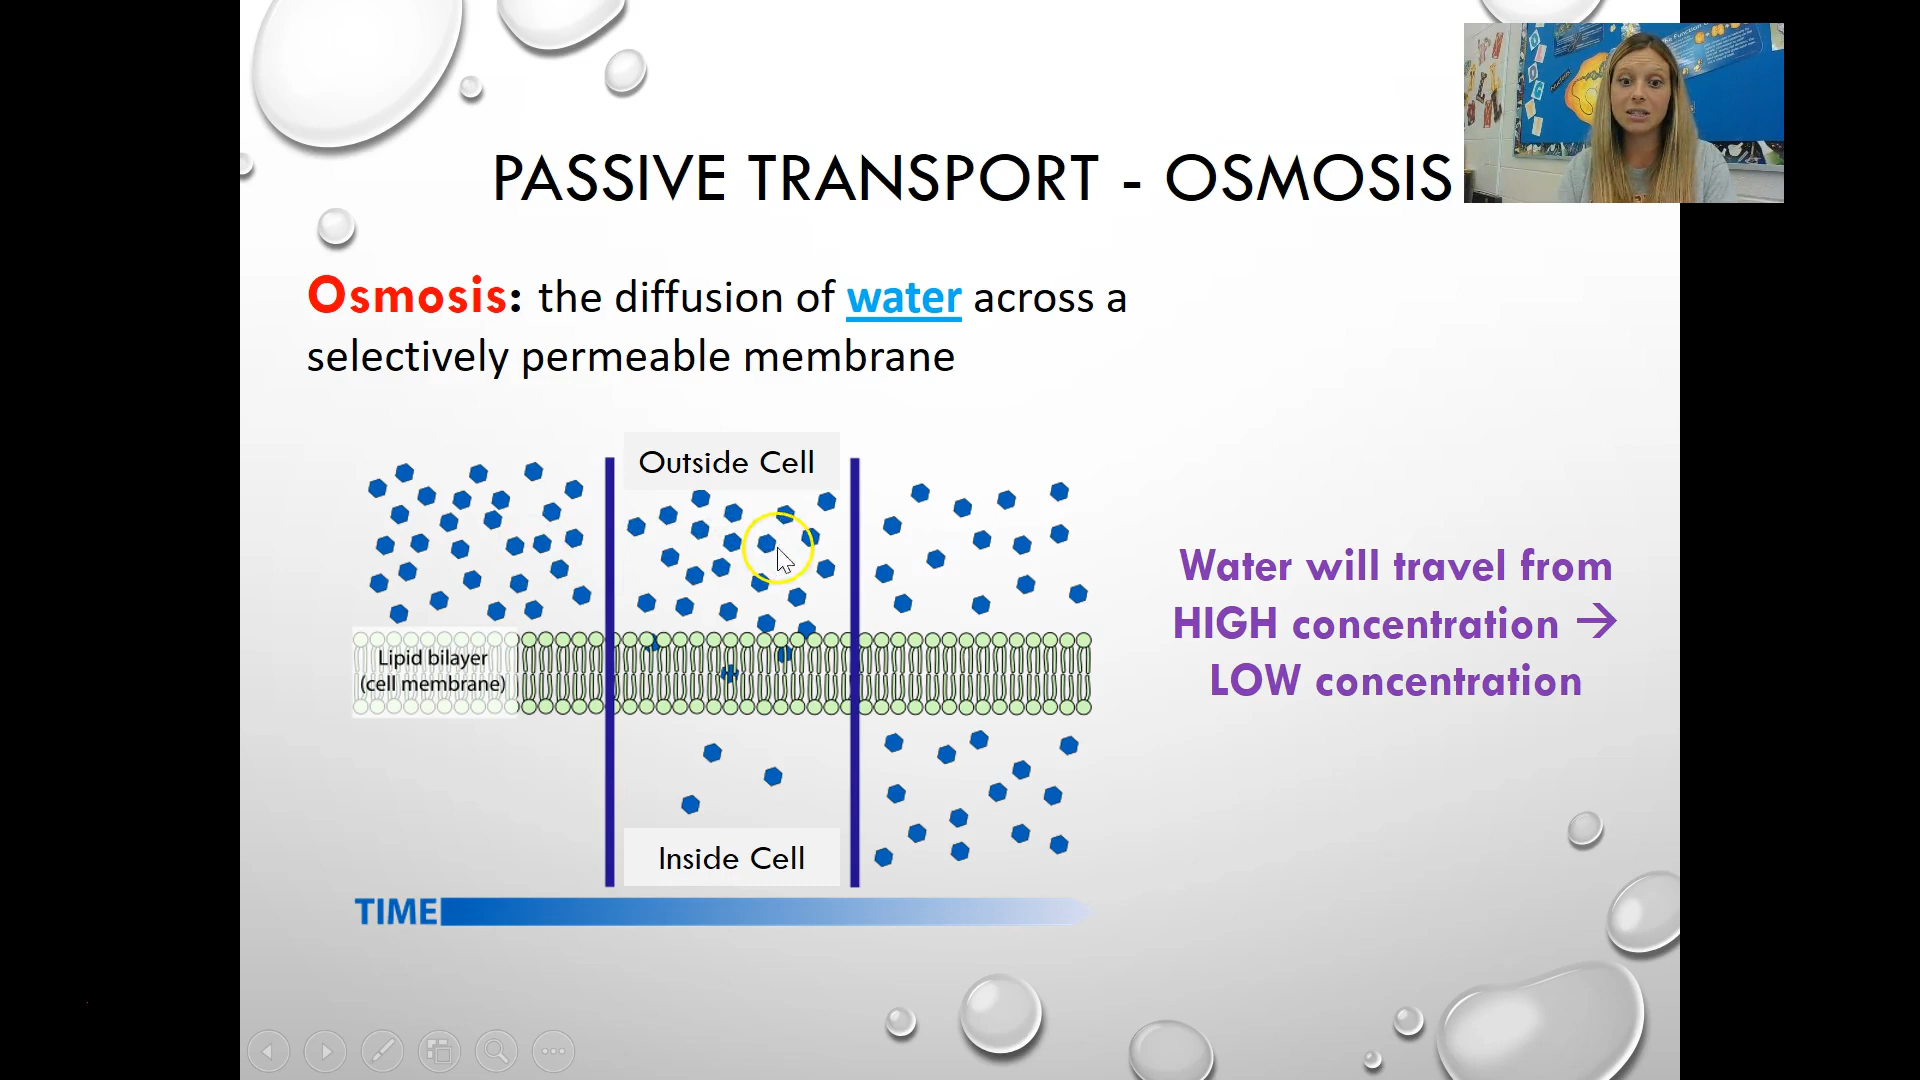 PASSIVE TRANSPORT - OSMOSIS
Osmosis: the diffusion of water across a
selectively permeable membrane
Outside Cell
Lipid bilayer
(cell membrane)
Inside Cell
TIME
Water will travel from
HIGH concentration →
LOW concentration